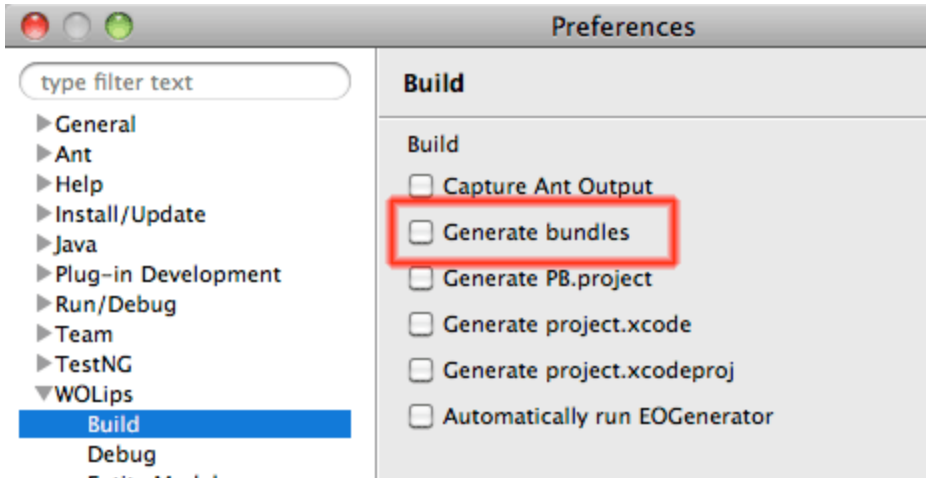 Preferences
type filter text
General
Ant
Help
Install/Update
Java
Plug-in Development
Run/Debug
Team
TestNG
WOLips
Build
Debug
Build
Build
Capture Ant Output
Generate bundles
Generate PB.project
Generate project.xcode
Generate project.xcodeproj
Automatically run EOGenerator